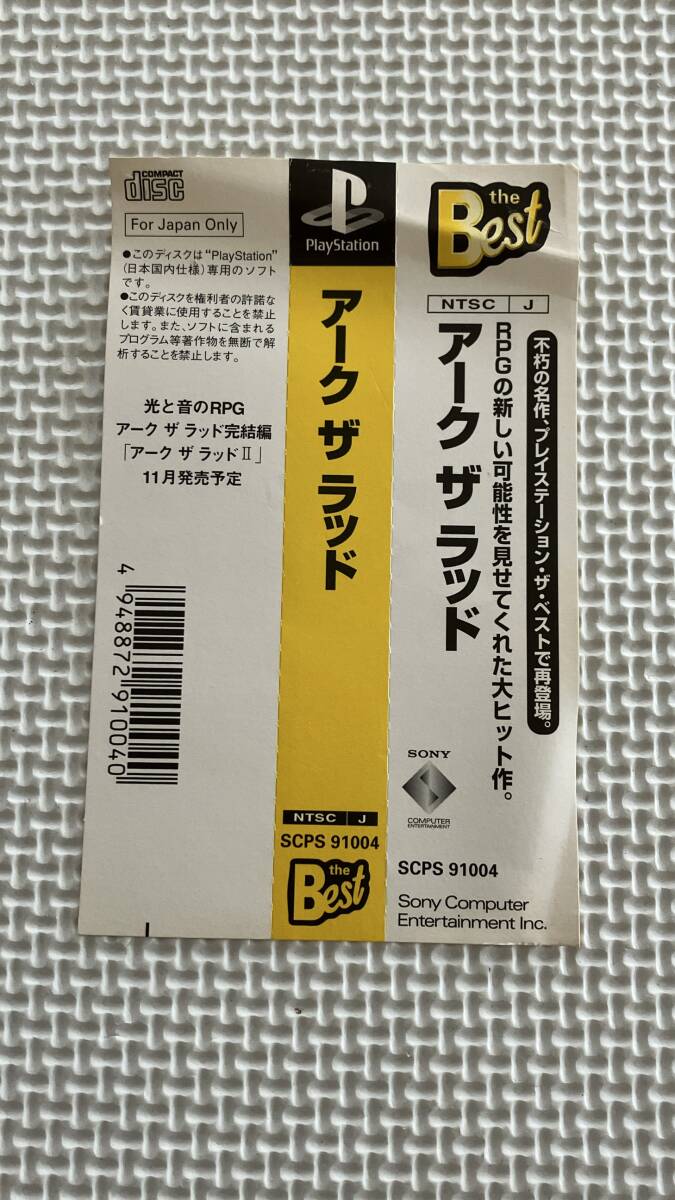 COMPACT
disc
For Japan Only
●このディスクは“PlayStation”
(日本国内仕様)専用のソフト
です。
●このディスクを権利者の許諾な
く賃貸業に使用することを禁止
します。また、ソフトに含まれる
プログラム等著作物を無断で解
析することを禁止します。
光と音のRPG
アーク ザ ラッド完結編
「アーク ザ ラッドⅡ」
11月発売予定
4 948872 910040
PlayStation
アーク ザ ラッド
NTSC J
SCPS 91004
the
Best
the
Best
NTSC J
不朽の名作、プレイステーション・ザ・ベストで再登場。
RPGの新しい可能性を見せてくれた大ヒット作。
アーク ザ ラッド
SONY
COMPUTER
ENTERTAINMENT
SCPS 91004
Sony Computer
Entertainment Inc.